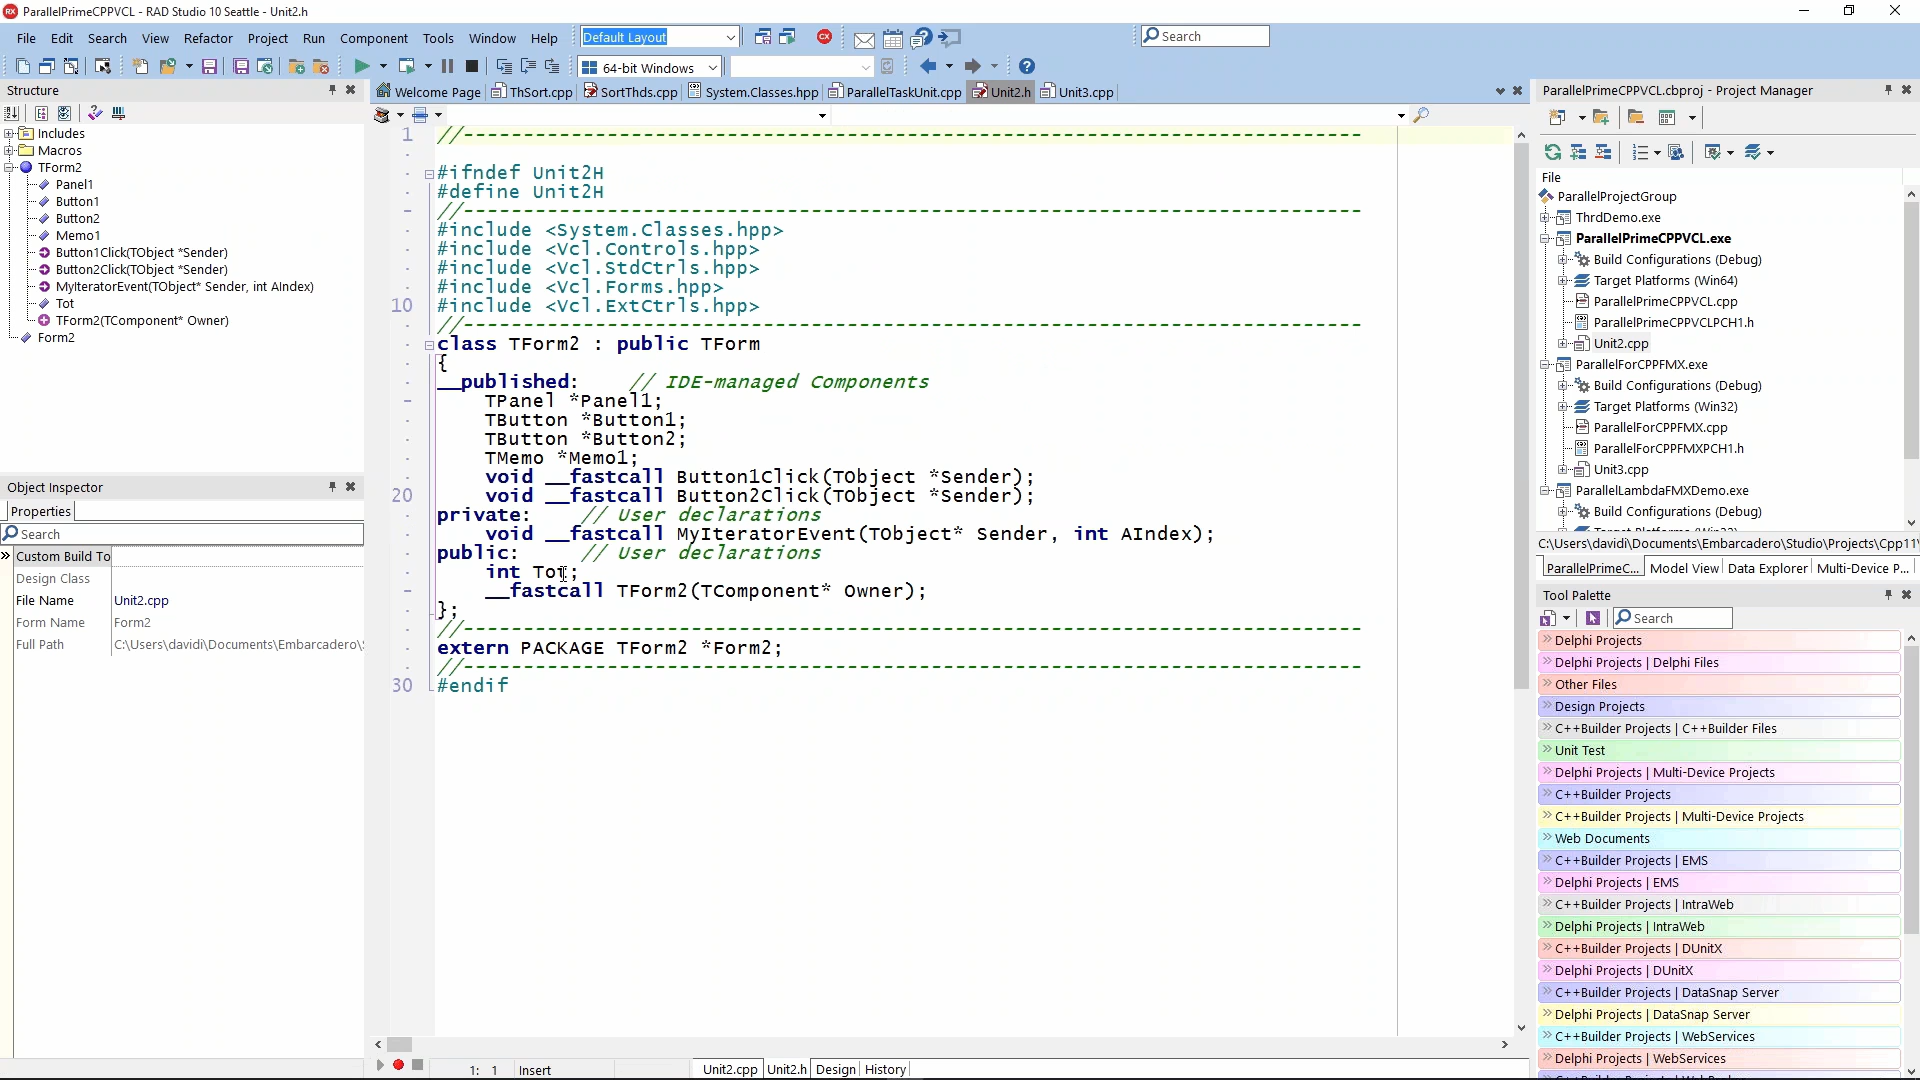 ParallelPrimeCPPVCL - RAD Studio 10 Seattle - Unit2.h
File Edit Search View Refactor Project Run Component Tools Window Help Default Layout Search
64-bit Windows
Structure
Includes
Macros
TForm2
Panel1
Button1
Button2
Memo1
Button1Click(TObject *Sender)
Button2Click(TObject *Sender)
MyIteratorEvent(TObject* Sender, int AIndex)
Tot
TForm2(TComponent* Owner)
Form2
Object Inspector
Properties
Search
Custom Build To
Design Class
File Name Unit2.cpp
Form Name Form2
Full Path C:\Users\davidi\Documents\Embarcadero\
Welcome Page ThSort.cpp SortThds.cpp System.Classes.hpp ParallelTaskUnit.cpp Unit2.h Unit3.cpp
1 //---------------------------------------------------------------------------
#ifndef Unit2H
#define Unit2H
//---------------------------------------------------------------------------
#include <System.Classes.hpp>
#include <Vcl.Controls.hpp>
#include <Vcl.StdCtrls.hpp>
#include <Vcl.Forms.hpp>
10 #include <Vcl.ExtCtrls.hpp>
//---------------------------------------------------------------------------
class TForm2 : public TForm
{
__published: // IDE-managed Components
TPanel *Panel1;
TButton *Button1;
TButton *Button2;
TMemo *Memo1;
void __fastcall Button1Click(TObject *Sender);
20 void __fastcall Button2Click(TObject *Sender);
private: // User declarations
void __fastcall MyIteratorEvent(TObject* Sender, int AIndex);
public: // User declarations
int Tot;
__fastcall TForm2(TComponent* Owner);
};
//---------------------------------------------------------------------------
extern PACKAGE TForm2 *Form2;
//---------------------------------------------------------------------------
30 #endif
1: 1 Insert Unit2.cpp Unit2.h Design History
ParallelPrimeCPPVCL.cbproj - Project Manager
File
ParallelProjectGroup
ThrdDemo.exe
ParallelPrimeCPPVCL.exe
Build Configurations (Debug)
Target Platforms (Win64)
ParallelPrimeCPPVCL.cpp
ParallelPrimeCPPVCLPCH1.h
Unit2.cpp
ParallelForCPPFMX.exe
Build Configurations (Debug)
Target Platforms (Win32)
ParallelForCPPFMX.cpp
ParallelForCPPFMXPCH1.h
Unit3.cpp
ParallelLambdaFMXDemo.exe
Build Configurations (Debug)
Target Platforms (Win32)
C:\Users\davidi\Documents\Embarcadero\Studio\Projects\Cpp11\
ParallelPrimeC... Model View Data Explorer Multi-Device P...
Tool Palette
Search
Delphi Projects
Delphi Projects | Delphi Files
Other Files
Design Projects
C++Builder Projects | C++Builder Files
Unit Test
Delphi Projects | Multi-Device Projects
C++Builder Projects
C++Builder Projects | Multi-Device Projects
Web Documents
C++Builder Projects | EMS
Delphi Projects | EMS
C++Builder Projects | IntraWeb
Delphi Projects | IntraWeb
C++Builder Projects | DUnitX
Delphi Projects | DUnitX
C++Builder Projects | DataSnap Server
Delphi Projects | DataSnap Server
C++Builder Projects | WebServices
Delphi Projects | WebServices